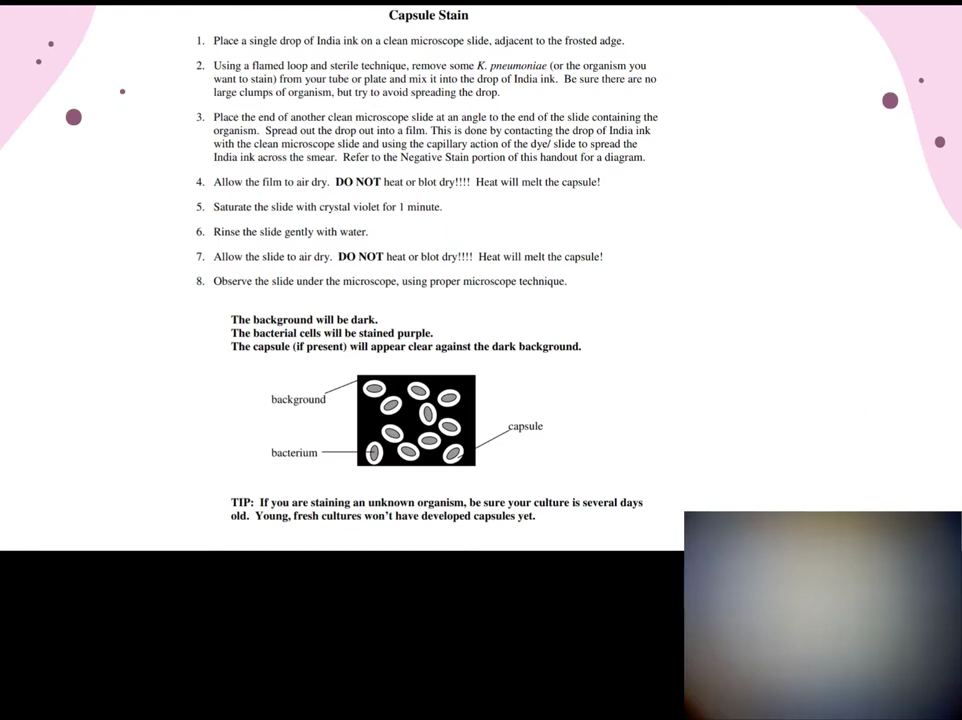 Capsule Stain
1. Place a single drop of India ink on a clean microscope slide, adjacent to the frosted adge.
2. Using a flamed loop and sterile technique, remove some K. pneumoniae (or the organism you
want to stain) from your tube or plate and mix it into the drop of India ink. Be sure there are no
large clumps of organism, but try to avoid spreading the drop.
3. Place the end of another clean microscope slide at an angle to the end of the slide containing the
organism. Spread out the drop out into a film. This is done by contacting the drop of India ink
with the clean microscope slide and using the capillary action of the dye/ slide to spread the
India ink across the smear. Refer to the Negative Stain portion of this handout for a diagram.
4. Allow the film to air dry. DO NOT heat or blot dry!!!! Heat will melt the capsule!
5. Saturate the slide with crystal violet for 1 minute.
6. Rinse the slide gently with water.
7. Allow the slide to air dry. DO NOT heat or blot dry!!!! Heat will melt the capsule!
8. Observe the slide under the microscope, using proper microscope technique.
The background will be dark.
The bacterial cells will be stained purple.
The capsule (if present) will appear clear against the dark background.
background
capsule
bacterium
TIP: If you are staining an unknown organism, be sure your culture is several days
old. Young, fresh cultures won't have developed capsules yet.